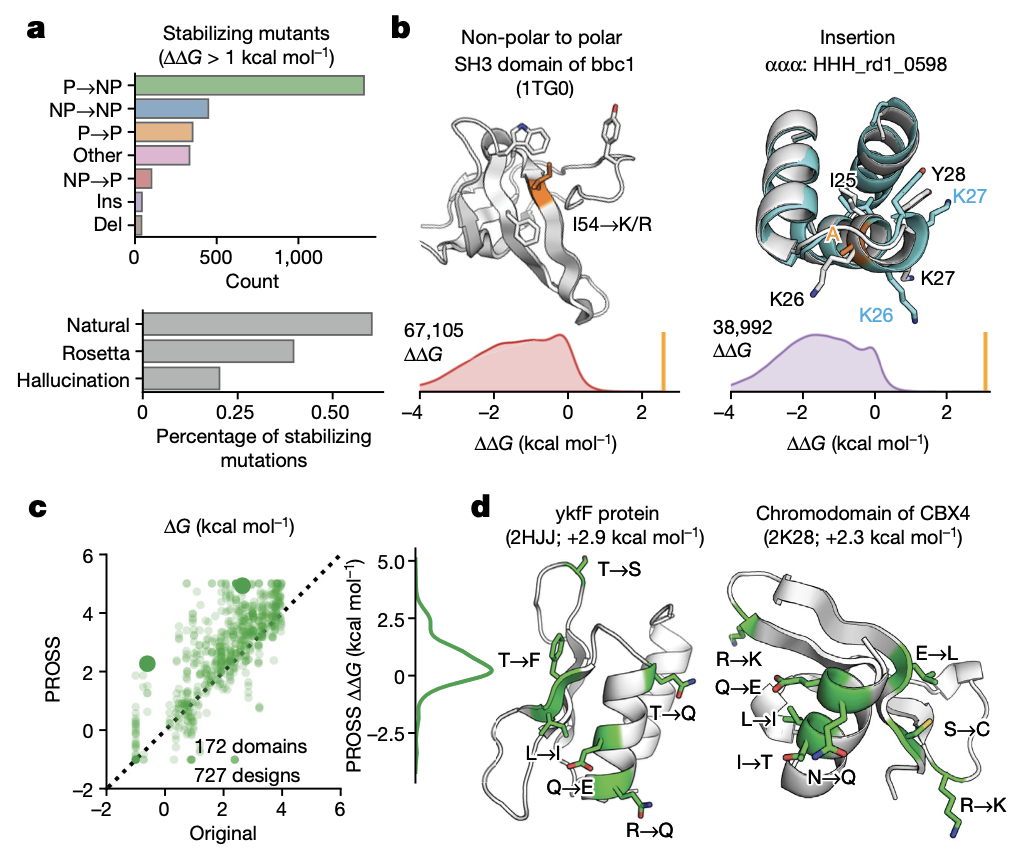 a
Stabilizing mutants
(ΔΔG > 1 kcal mol⁻¹)
P→NP
NP→NP
P→P
Other
NP→P
Ins
Del
0
500
1,000
Count
Natural
Rosetta
Hallucination
0
0.25
0.50
Percentage of stabilizing
mutations
b
Non-polar to polar
SH3 domain of bbc1
(1TG0)
I54→K/R
67,105
ΔΔG
−4
−2
0
2
ΔΔG (kcal mol⁻¹)
Insertion
ααα: HHH_rd1_0598
I25
Y28
K27
A
K27
K26
K26
38,992
ΔΔG
−4
−2
0
2
ΔΔG (kcal mol⁻¹)
c
ΔG (kcal mol⁻¹)
PROSS
6
4
2
0
−2
172 domains
727 designs
−2
0
2
4
6
Original
PROSS ΔΔG (kcal mol⁻¹)
5.0
2.5
0
−2.5
d
ykfF protein
(2HJJ; +2.9 kcal mol⁻¹)
T→S
T→F
T→Q
L→I
Q→E
R→Q
Chromodomain of CBX4
(2K28; +2.3 kcal mol⁻¹)
R→K
E→L
Q→E
L→I
S→C
I→T
N→Q
R→K